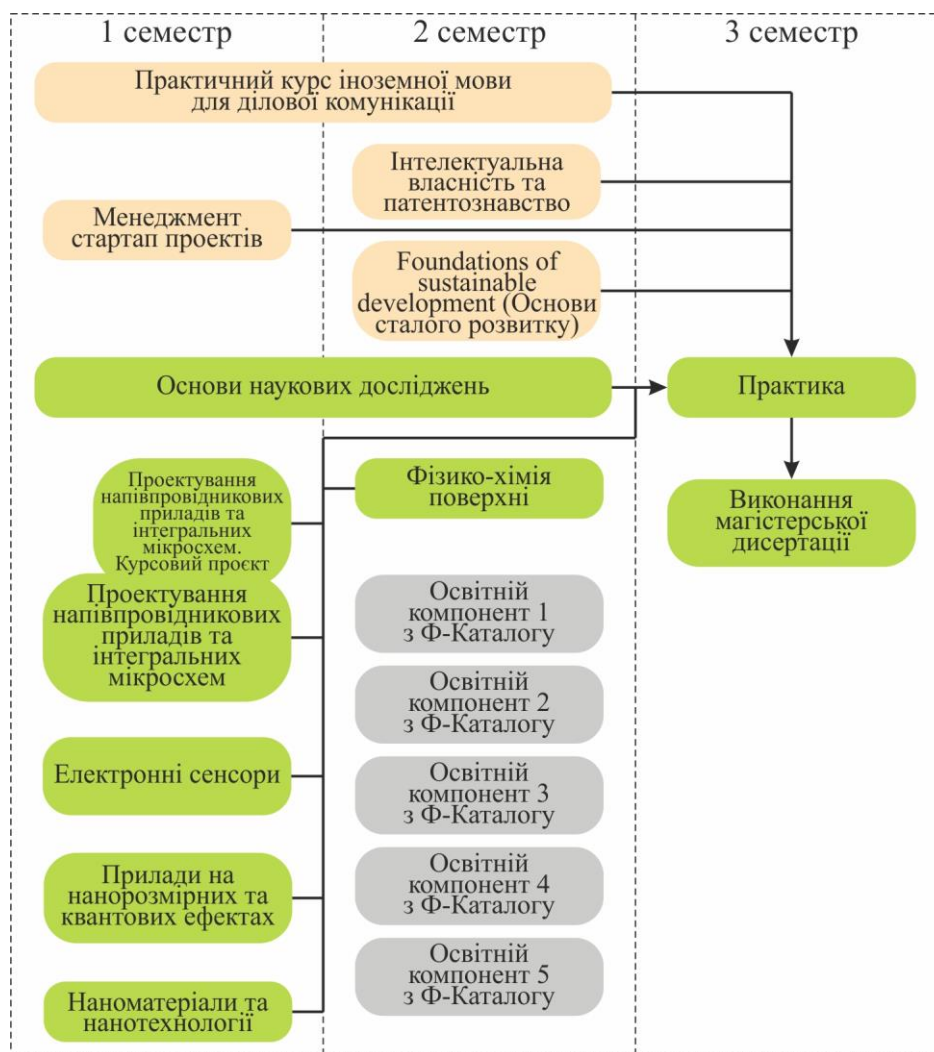 1 семестр
2 семестр
3 семестр
Практичний курс іноземної мови
для ділової комунікації
Інтелектуальна
власність та
патентознавство
Менеджмент
стартап проектів
Foundations of
sustainable
development (Основи
сталого розвитку)
Основи наукових досліджень
Практика
Проектування
напівпровідникових
приладів та
інтегральних
мікросхем.
Курсовий проєкт
Фізико-хімія
поверхні
Виконання
магістерської
дисертації
Проектування
напівпровідникових
приладів та
інтегральних
мікросхем
Освітній
компонент 1
з Ф-Каталогу
Освітній
компонент 2
з Ф-Каталогу
Електронні сенсори
Освітній
компонент 3
з Ф-Каталогу
Прилади на
нанорозмірних та
квантових ефектах
Освітній
компонент 4
з Ф-Каталогу
Освітній
компонент 5
з Ф-Каталогу
Наноматеріали та
нанотехнології